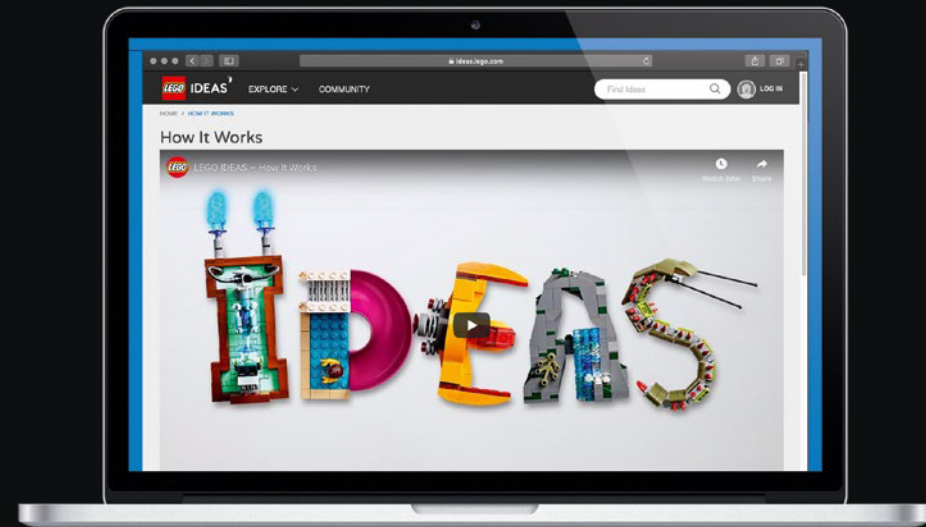 ideas.lego.com
LEGO IDEAS EXPLORE COMMUNITY Find Ideas LOG IN
HOME / HOW IT WORKS
How It Works
LEGO LEGO IDEAS – How It Works
Watch later Share
IDEAS